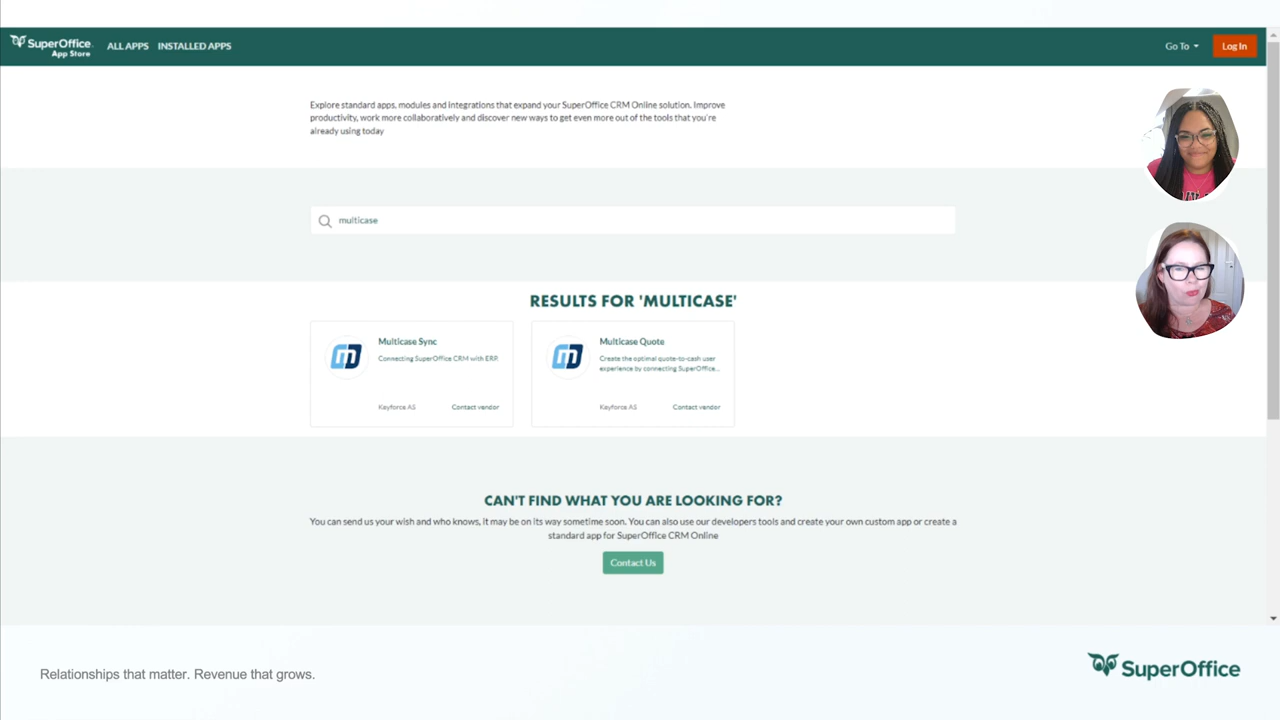 SuperOffice
App Store
ALL APPS
INSTALLED APPS
Go To
Log In
Explore standard apps, modules and integrations that expand your SuperOffice CRM Online solution. Improve
productivity, work more collaboratively and discover new ways to get even more out of the tools that you're
already using today
multicase
RESULTS FOR 'MULTICASE'
Multicase Sync
Connecting SuperOffice CRM with ERP.
Keyforce AS
Contact vendor
Multicase Quote
Create the optimal quote-to-cash user
experience by connecting SuperOffice...
Keyforce AS
Contact vendor
CAN'T FIND WHAT YOU ARE LOOKING FOR?
You can send us your wish and who knows, it may be on its way sometime soon. You can also use our developers tools and create your own custom app or create a
standard app for SuperOffice CRM Online
Contact Us
Relationships that matter. Revenue that grows.
SuperOffice